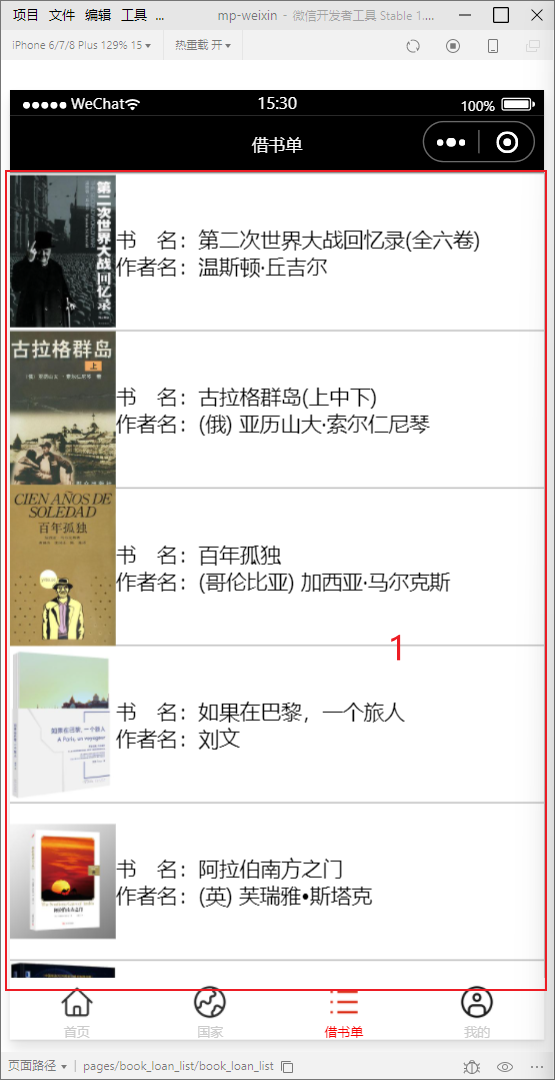 项目 文件 编辑 工具 ... mp-weixin - 微信开发者工具 Stable 1....
iPhone 6/7/8 Plus 129% 15 热重载 开
WeChat 15:30 100%
借书单
第二次世界大战回忆录
书 名：第二次世界大战回忆录(全六卷)
作者名：温斯顿·丘吉尔
古拉格群岛
上
书 名：古拉格群岛(上中下)
作者名：(俄) 亚历山大·索尔仁尼琴
CIEN AÑOS DE
SOLEDAD
百年孤独
书 名：百年孤独
作者名：(哥伦比亚) 加西亚·马尔克斯
1
如果在巴黎，一个旅人
A Paris, un voyageur
书 名：如果在巴黎，一个旅人
作者名：刘文
书 名：阿拉伯南方之门
作者名：(英) 芙瑞雅•斯塔克
首页 国家 借书单 我的
页面路径 pages/book_loan_list/book_loan_list